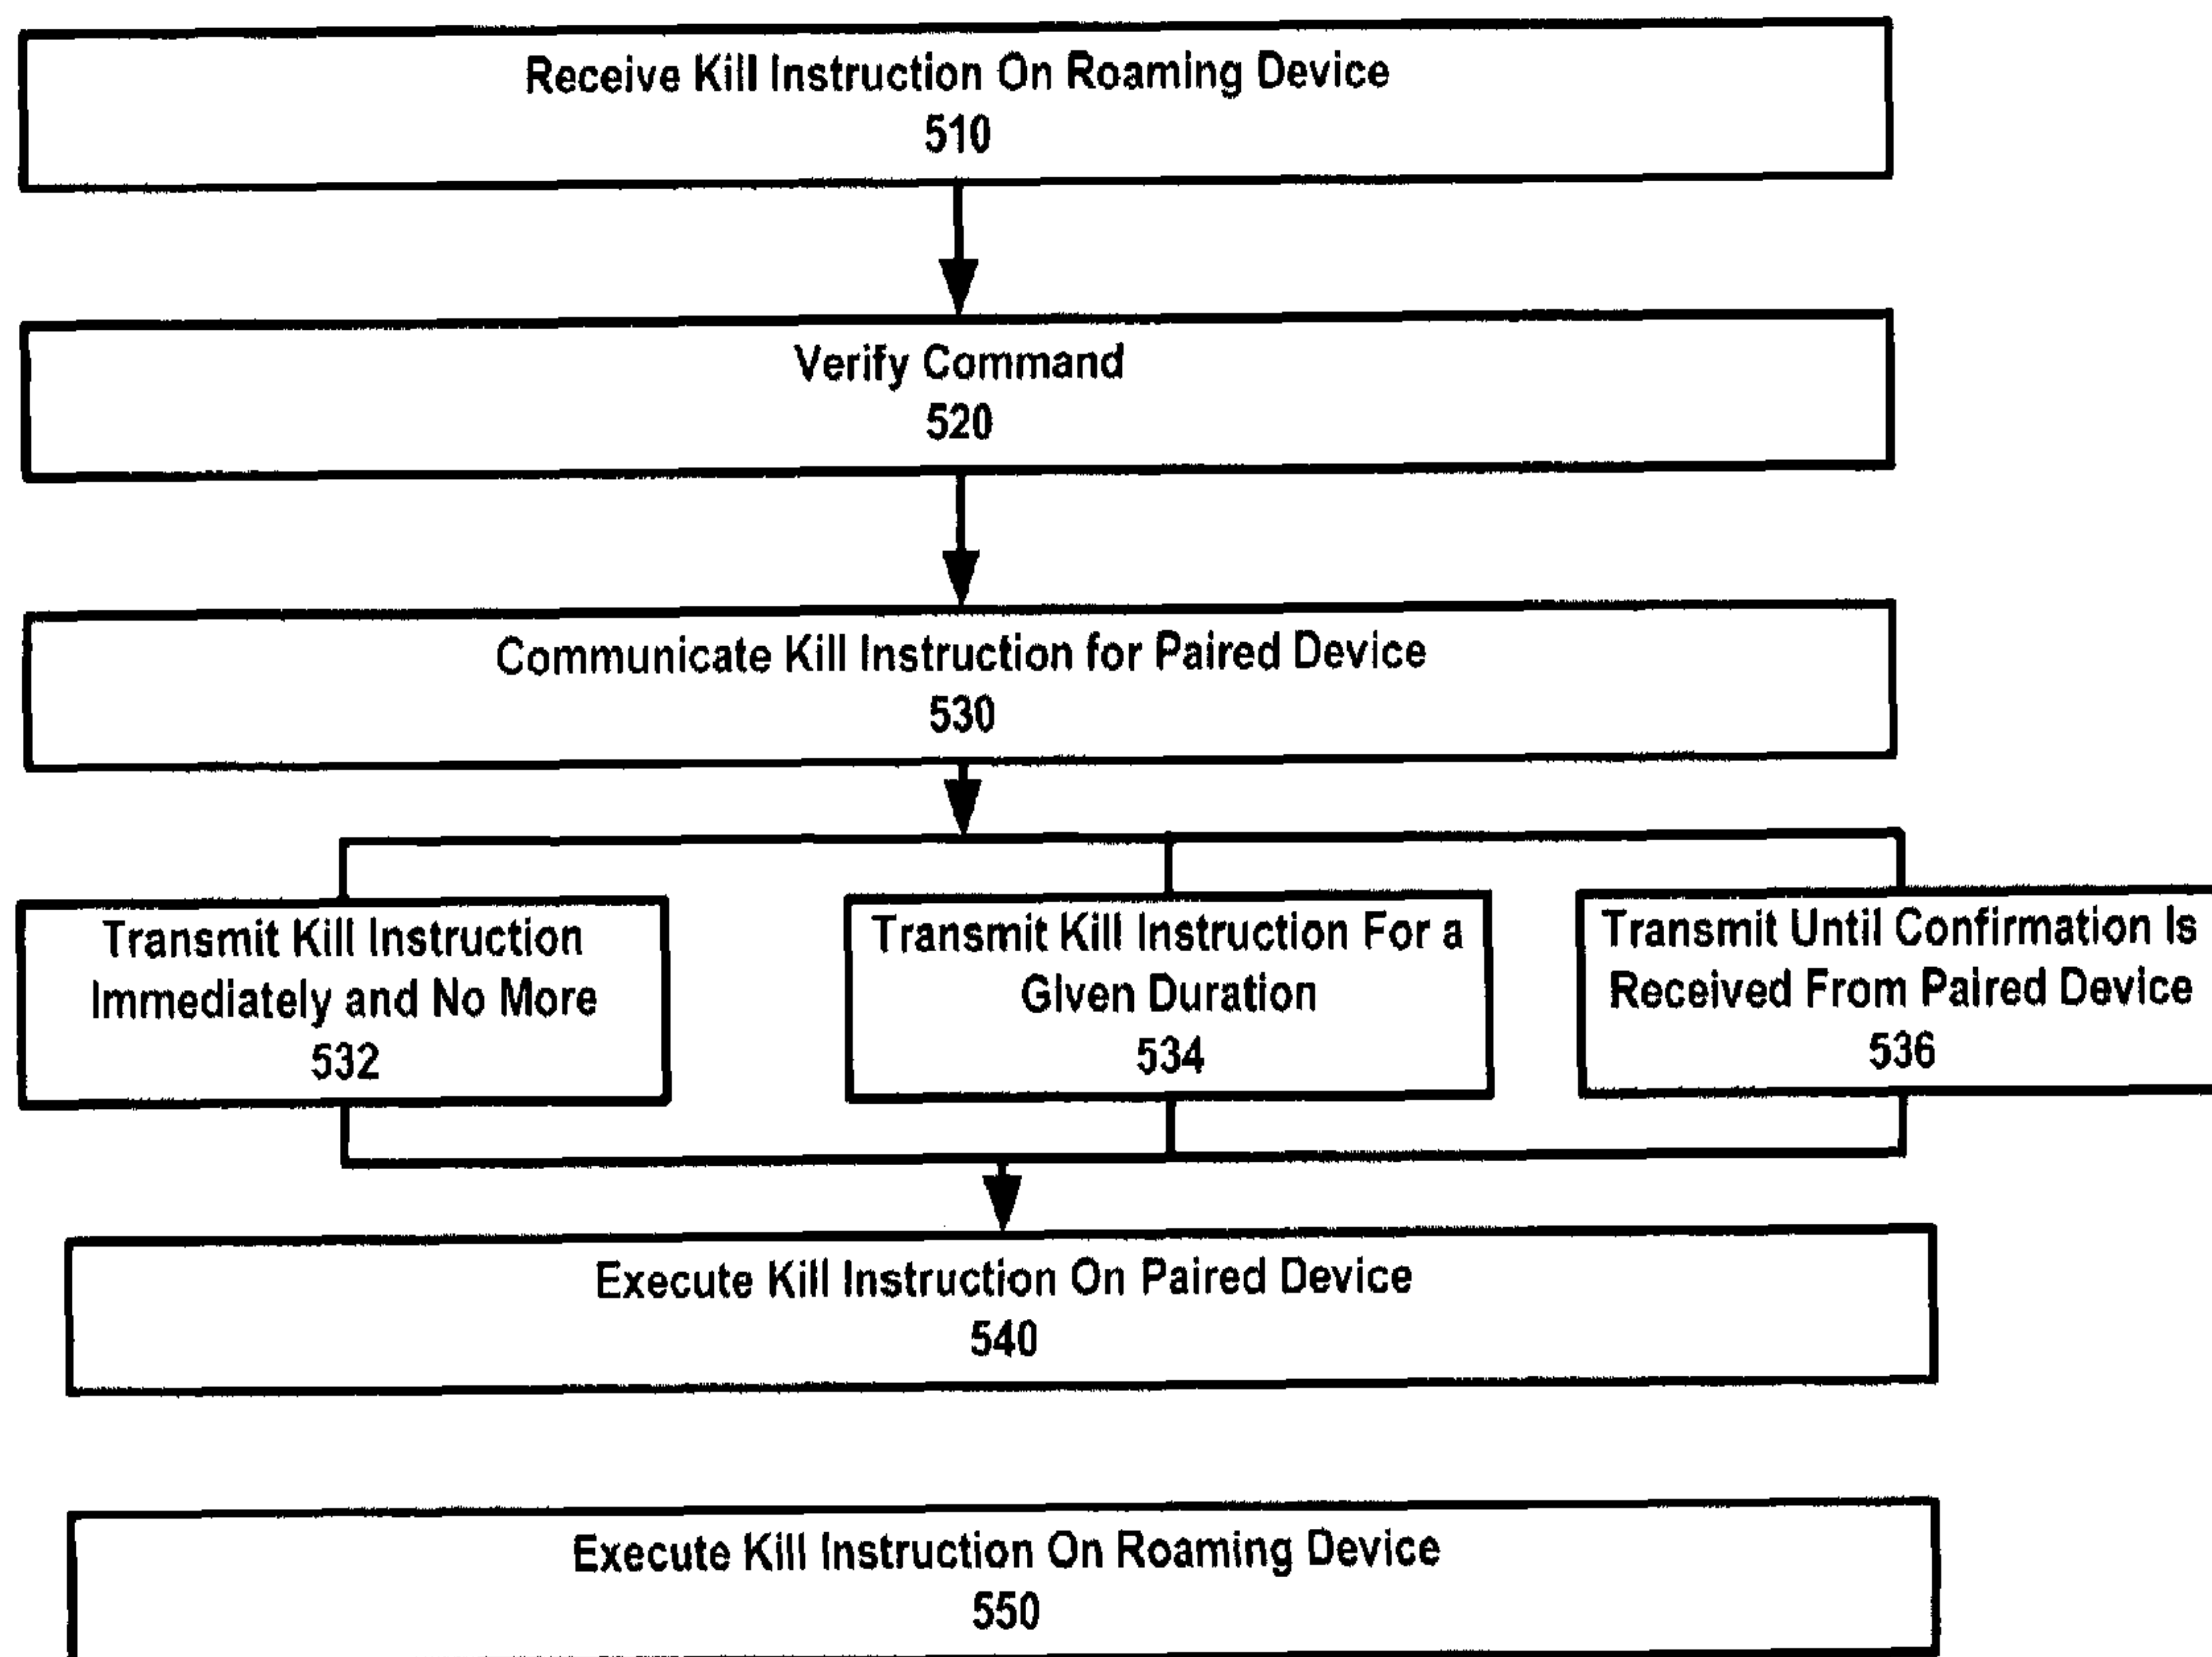 Receive Kill Instruction On Roaming Device
510
Verify Command
520
Communicate Kill Instruction for Paired Device
530
Transmit Kill Instruction
Immediately and No More
532
Transmit Kill Instruction For a
Given Duration
534
Transmit Until Confirmation Is
Received From Paired Device
536
Execute Kill Instruction On Paired Device
540
Execute Kill Instruction On Roaming Device
550